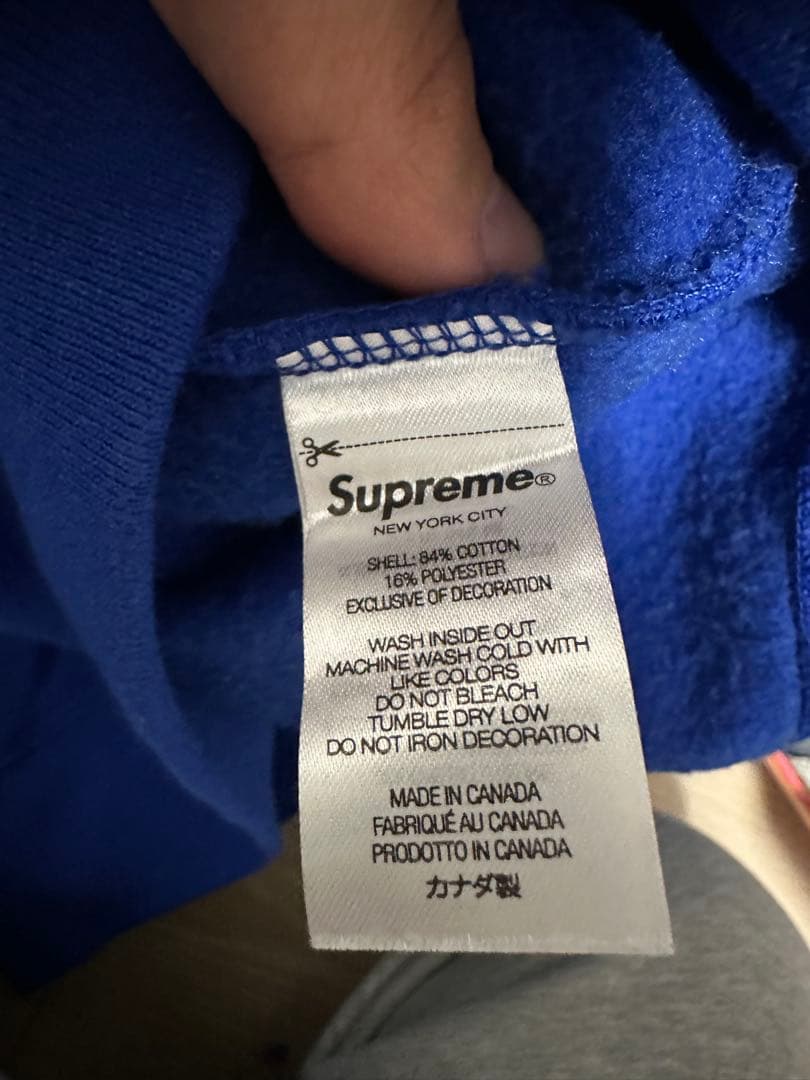 Supreme®
NEW YORK CITY
SHELL: 84% COTTON
16% POLYESTER
EXCLUSIVE OF DECORATION
WASH INSIDE OUT
MACHINE WASH COLD WITH
LIKE COLORS
DO NOT BLEACH
TUMBLE DRY LOW
DO NOT IRON DECORATION
MADE IN CANADA
FABRIQUÉ AU CANADA
PRODOTTO IN CANADA
カナダ製